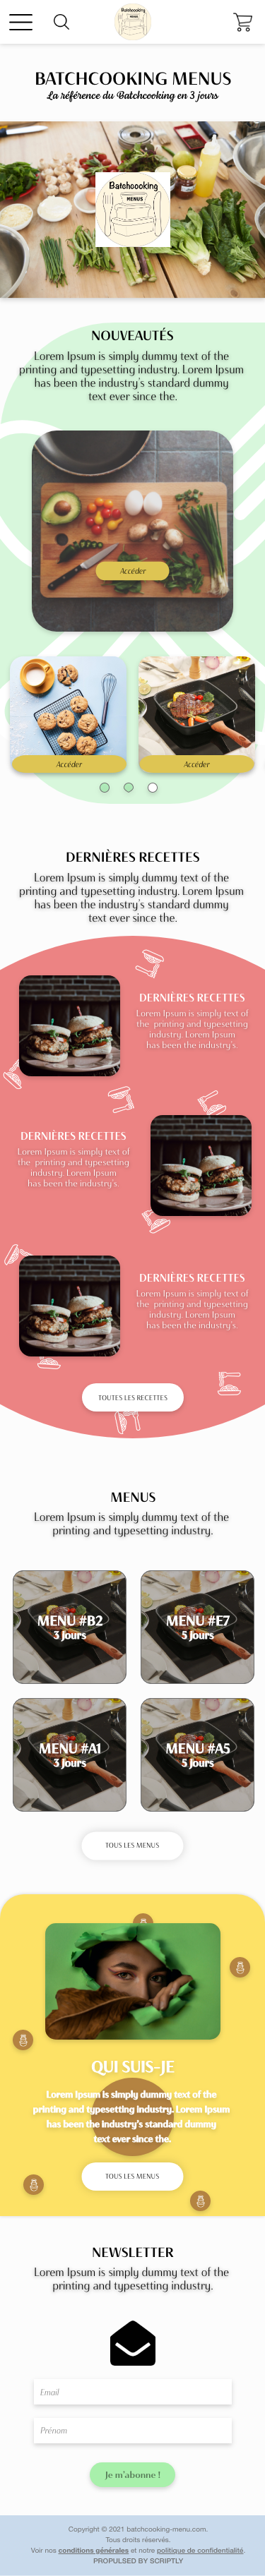 Batchcooking
MENUS
BATCHCOOKING MENUS
La référence du Batchcooking en 3 jours
Batchcooking
MENUS
NOUVEAUTÉS
Lorem Ipsum is simply dummy text of the
printing and typesetting industry. Lorem Ipsum
has been the industry's standard dummy
text ever since the.
Accéder
Accéder
Accéder
DERNIÈRES RECETTES
Lorem Ipsum is simply dummy text of the
printing and typesetting industry. Lorem Ipsum
has been the industry's standard dummy
text ever since the.
DERNIÈRES RECETTES
Lorem Ipsum is simply text of
the printing and typesetting
industry. Lorem Ipsum
has been the industry's.
DERNIÈRES RECETTES
Lorem Ipsum is simply text of
the printing and typesetting
industry. Lorem Ipsum
has been the industry's.
DERNIÈRES RECETTES
Lorem Ipsum is simply text of
the printing and typesetting
industry. Lorem Ipsum
has been the industry's.
TOUTES LES RECETTES
MENUS
Lorem Ipsum is simply dummy text of the
printing and typesetting industry.
MENU #B2
3 Jours
MENU #E7
5 Jours
MENU #A1
3 Jours
MENU #A5
5 Jours
TOUS LES MENUS
QUI SUIS-JE
Lorem Ipsum is simply dummy text of the
printing and typesetting industry. Lorem Ipsum
has been the industry's standard dummy
text ever since the.
TOUS LES MENUS
NEWSLETTER
Lorem Ipsum is simply dummy text of the
printing and typesetting industry.
Email
Prénom
Je m'abonne !
Copyright © 2021 batchcooking-menu.com.
Tous droits réservés.
Voir nos conditions générales et notre politique de confidentialité.
PROPULSED BY SCRIPTLY